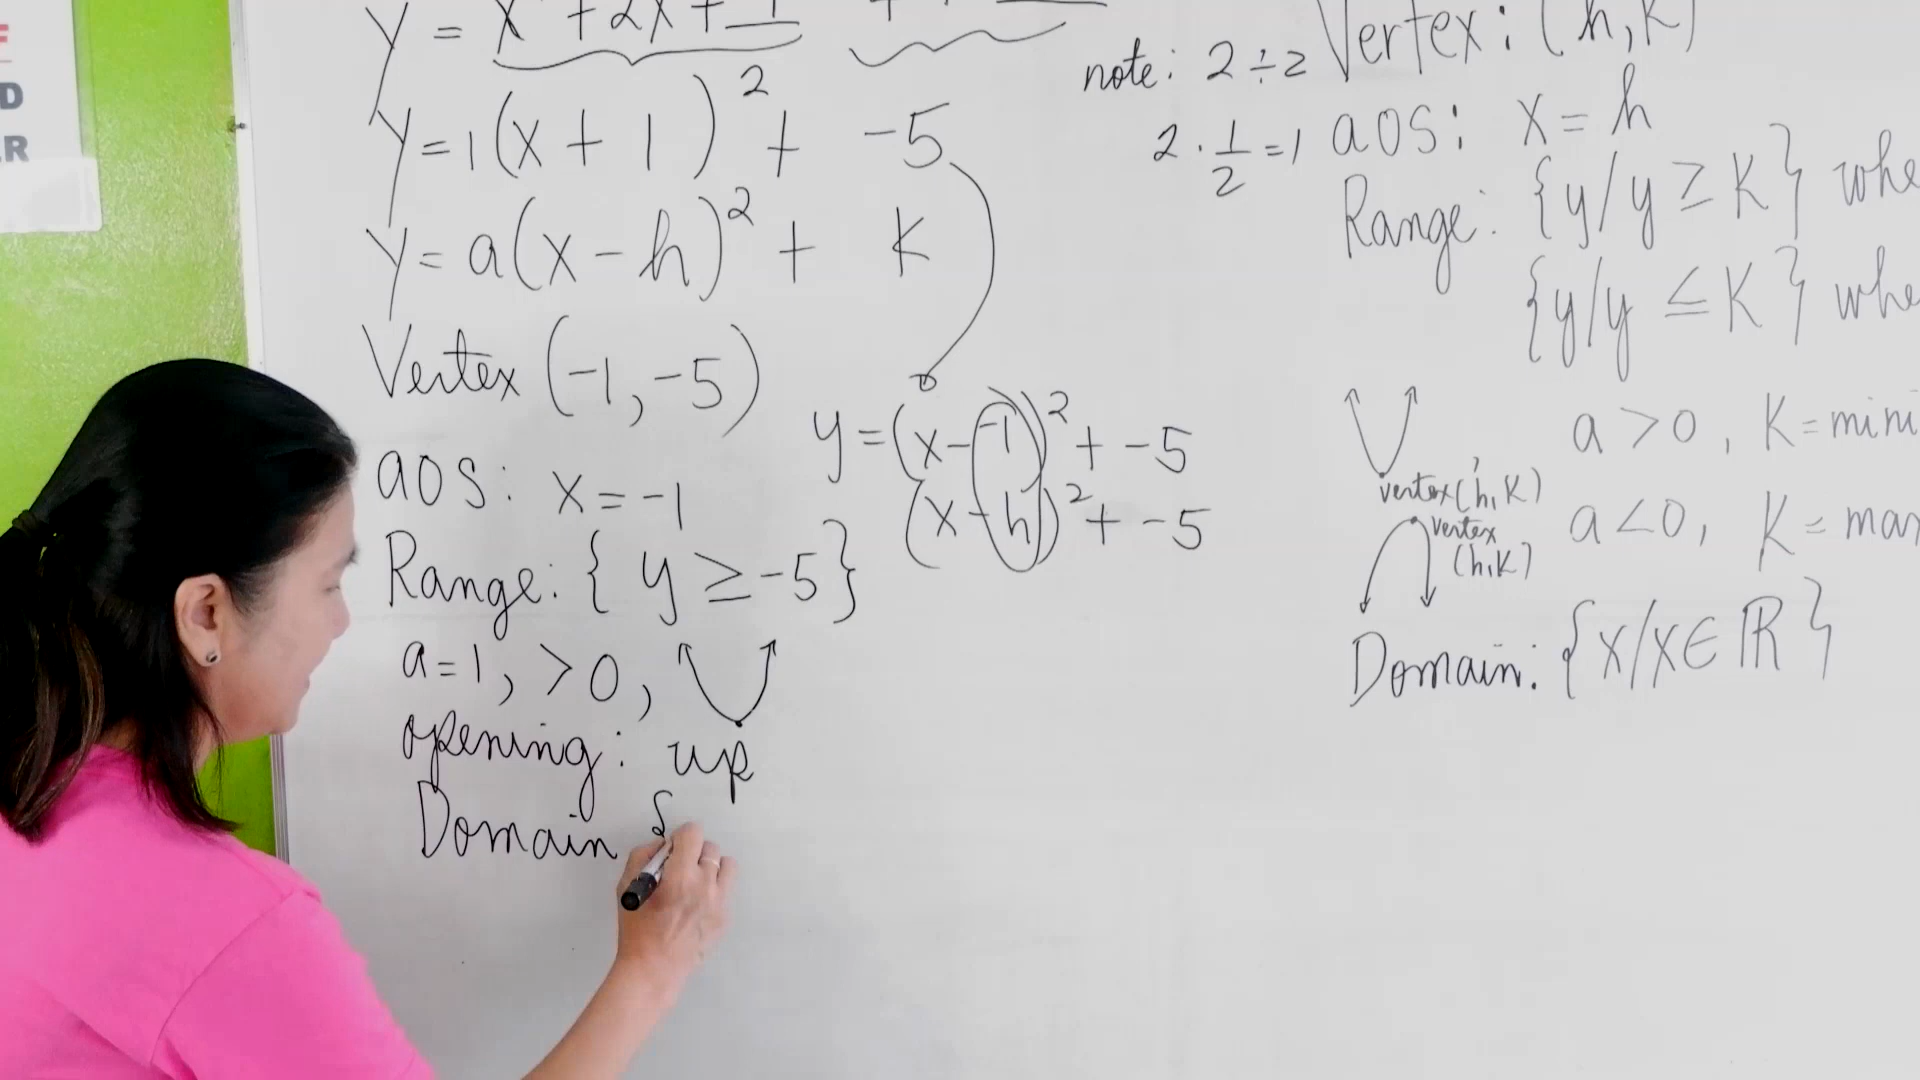 F
D
R
y = x² + 2x + 1
y = 1(x + 1)² + -5
y = a(x - h)² + K
Vertex (-1, -5)
aos: x = -1
Range: { y ≥ -5}
a = 1, > 0,
opening: up
Domain {
y = (x - -1)² + -5
(x - h)² + -5
note: 2 ÷ 2
2 · 1/2 = 1
Vertex: (h, K)
aos: x = h
Range: {y/y ≥ K} whe
{y/y ≤ K} whe
a > 0, K = mini
vertex (h, K)
a < 0, K = max
vertex
(h, K)
Domain: {x/x ∈ ℝ}